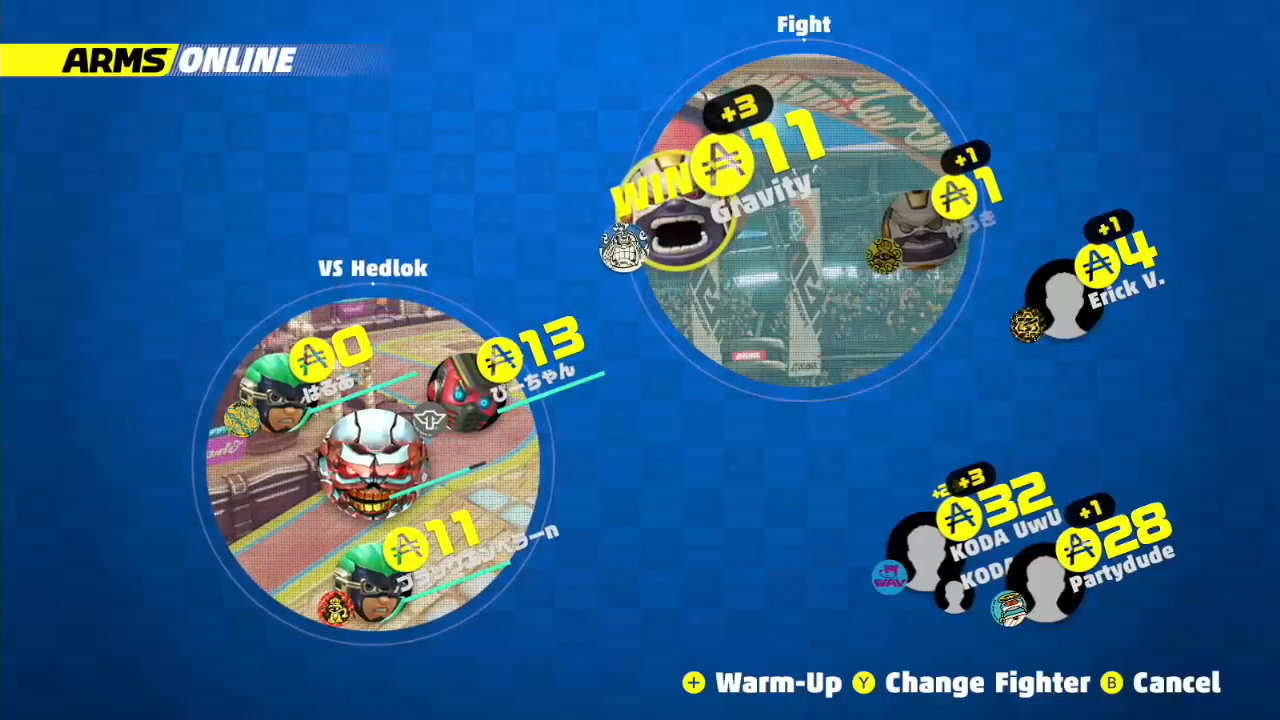 Fight
ARMS ONLINE
+3
11
WIN
Gravity
+1
1
ゆうき
+1
4
Erick V.
VS Hedlok
0
はるあ
13
ぴーちゃん
11
+3
32
KODA UwU
KODA
+1
28
Partydude
+ Warm-Up Y Change Fighter B Cancel